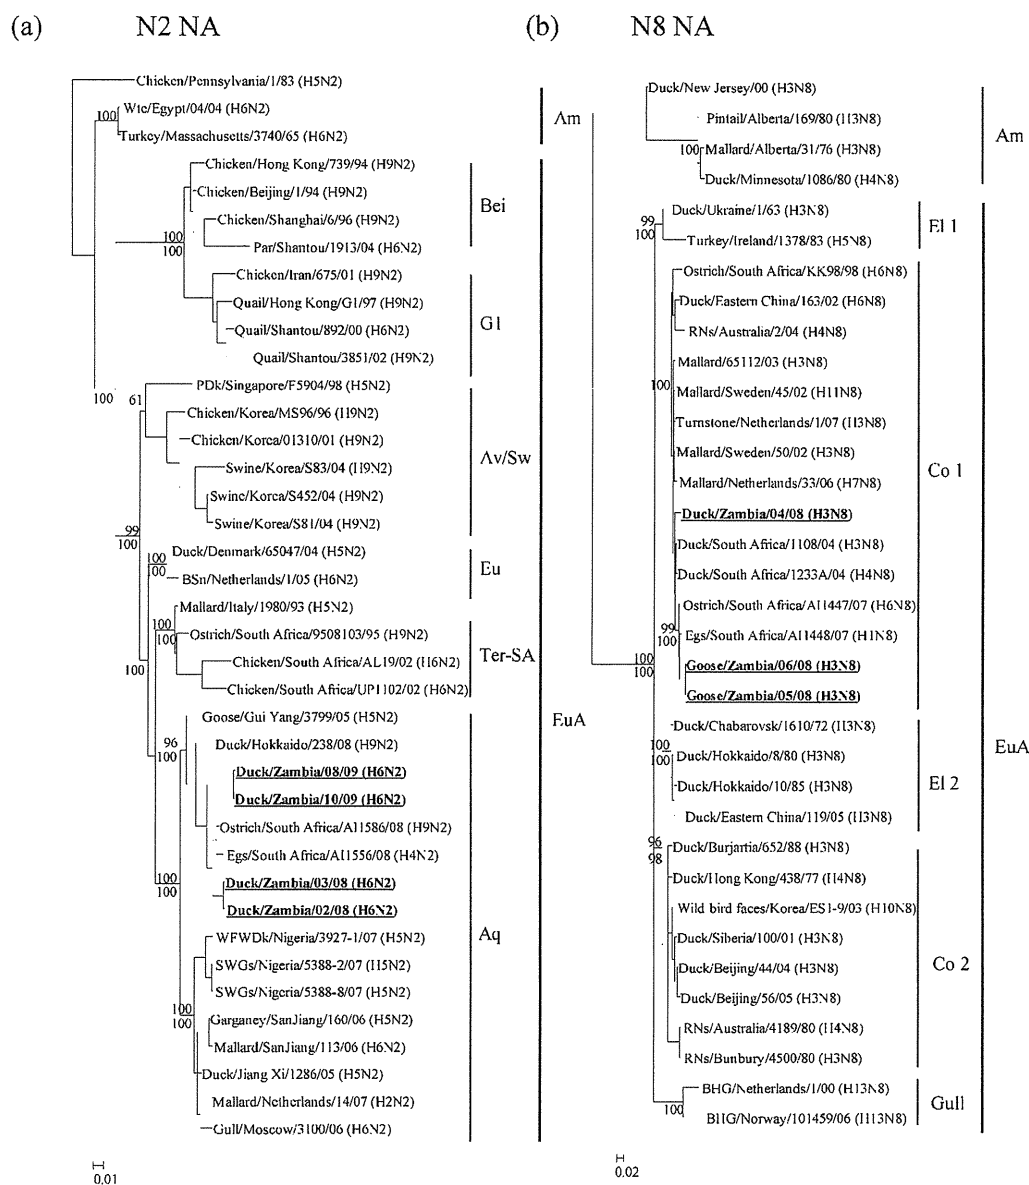 (a) N2 NA
Chicken/Pennsylvania/1/83 (H5N2)
Wte/Egypt/04/04 (H6N2)
100
Turkey/Massachusetts/3740/65 (H6N2)
Am
Chicken/Hong Kong/739/94 (H9N2)
Chicken/Beijing/1/94 (H9N2)
Chicken/Shanghai/6/96 (H9N2)
Par/Shantou/1913/04 (H6N2)
Bei
100
100
Chicken/Iran/675/01 (H9N2)
Quail/Hong Kong/G1/97 (H9N2)
Quail/Shantou/892/00 (H6N2)
Quail/Shantou/3851/02 (H9N2)
G1
100
61
PDk/Singapore/F5904/98 (H5N2)
Chicken/Korea/MS96/96 (H9N2)
Chicken/Korea/01310/01 (H9N2)
Swine/Korea/S83/04 (H9N2)
Swine/Korea/S452/04 (H9N2)
Swine/Korea/S81/04 (H9N2)
Av/Sw
99
100
Duck/Denmark/65047/04 (H5N2)
BSn/Netherlands/1/05 (H6N2)
100
100
Eu
Mallard/Italy/1980/93 (H5N2)
Ostrich/South Africa/9508103/95 (H9N2)
Chicken/South Africa/AL19/02 (H6N2)
Chicken/South Africa/UP1102/02 (H6N2)
100
100
Ter-SA
100
Goose/Gui Yang/3799/05 (H5N2)
Duck/Hokkaido/238/08 (H9N2)
96
100
Duck/Zambia/08/09 (H6N2)
Duck/Zambia/10/09 (H6N2)
Ostrich/South Africa/AI1586/08 (H9N2)
Egs/South Africa/AI1556/08 (H4N2)
Duck/Zambia/03/08 (H6N2)
Duck/Zambia/02/08 (H6N2)
100
100
WFWDk/Nigeria/3927-1/07 (H5N2)
SWGs/Nigeria/5388-2/07 (H5N2)
SWGs/Nigeria/5388-8/07 (H5N2)
Garganey/SanJiang/160/06 (H5N2)
Mallard/SanJiang/113/06 (H6N2)
100
100
Duck/Jiang Xi/1286/05 (H5N2)
Mallard/Netherlands/14/07 (H2N2)
Gull/Moscow/3100/06 (H6N2)
Aq
EuA
0.01
(b) N8 NA
Duck/New Jersey/00 (H3N8)
Pintail/Alberta/169/80 (H3N8)
100
Mallard/Alberta/31/76 (H3N8)
Duck/Minnesota/1086/80 (H4N8)
Am
99
100
Duck/Ukraine/1/63 (H3N8)
Turkey/Ireland/1378/83 (H5N8)
El 1
Ostrich/South Africa/KK98/98 (H6N8)
Duck/Eastern China/163/02 (H6N8)
RNs/Australia/2/04 (H4N8)
Mallard/65112/03 (H3N8)
100
Mallard/Sweden/45/02 (H11N8)
Turnstone/Netherlands/1/07 (H3N8)
Mallard/Sweden/50/02 (H3N8)
Mallard/Netherlands/33/06 (H7N8)
Duck/Zambia/04/08 (H3N8)
Duck/South Africa/1108/04 (H3N8)
Duck/South Africa/1233A/04 (H4N8)
Ostrich/South Africa/AI1447/07 (H6N8)
99
100
Egs/South Africa/AI1448/07 (H1N8)
Goose/Zambia/06/08 (H3N8)
Goose/Zambia/05/08 (H3N8)
Co 1
100
100
Duck/Chabarovsk/1610/72 (H3N8)
100
100
Duck/Hokkaido/8/80 (H3N8)
Duck/Hokkaido/10/85 (H3N8)
Duck/Eastern China/119/05 (H3N8)
El 2
96
98
Duck/Burjartia/652/88 (H3N8)
Duck/Hong Kong/438/77 (H4N8)
Wild bird faces/Korea/ES1-9/03 (H10N8)
Duck/Siberia/100/01 (H3N8)
Duck/Beijing/44/04 (H3N8)
Duck/Beijing/56/05 (H3N8)
RNs/Australia/4189/80 (H4N8)
RNs/Bunbury/4500/80 (H3N8)
Co 2
BHG/Netherlands/1/00 (H13N8)
100
BHG/Norway/101459/06 (H13N8)
Gull
EuA
0.02